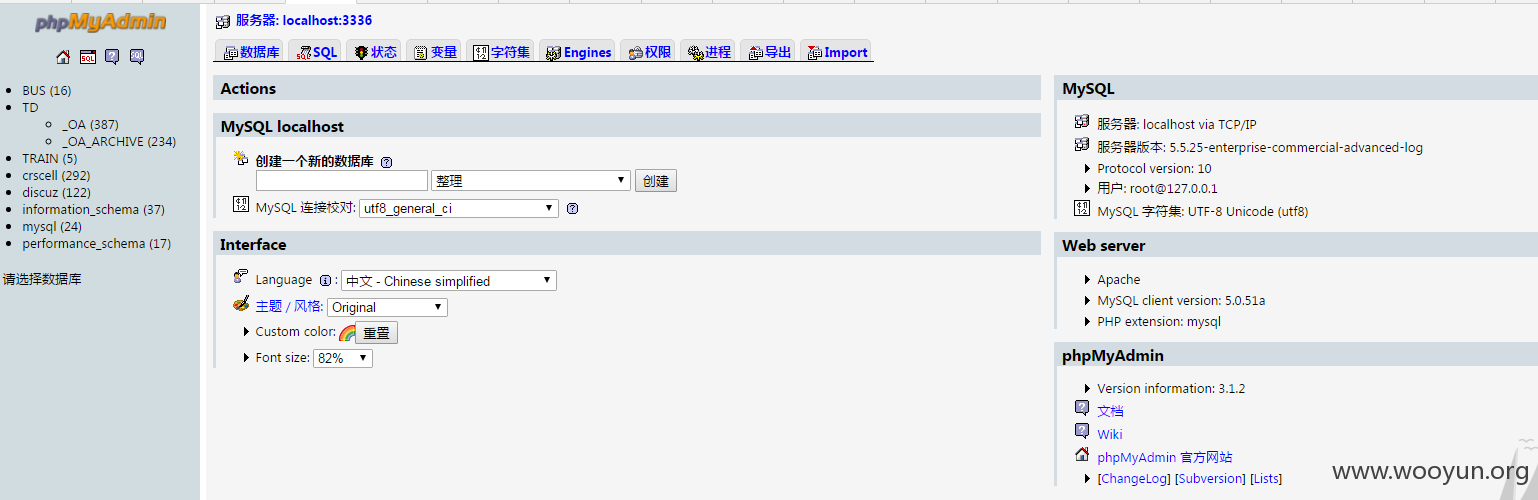 phpMyAdmin
SQL
SQL
BUS (16)
TD
_OA (387)
_OA_ARCHIVE (234)
TRAIN (5)
crscell (292)
discuz (122)
information_schema (37)
mysql (24)
performance_schema (17)
请选择数据库
服务器: localhost:3336
数据库 SQL 状态 变量 字符集 Engines 权限 进程 导出 Import
Actions
MySQL localhost
创建一个新的数据库
整理 创建
MySQL 连接校对: utf8_general_ci
Interface
Language : 中文 - Chinese simplified
主题 / 风格: Original
Custom color: 重置
Font size: 82%
MySQL
服务器: localhost via TCP/IP
服务器版本: 5.5.25-enterprise-commercial-advanced-log
Protocol version: 10
用户: root@127.0.0.1
MySQL 字符集: UTF-8 Unicode (utf8)
Web server
Apache
MySQL client version: 5.0.51a
PHP extension: mysql
phpMyAdmin
Version information: 3.1.2
文档
Wiki
phpMyAdmin 官方网站
[ChangeLog] [Subversion] [Lists]
www.wooyun.org